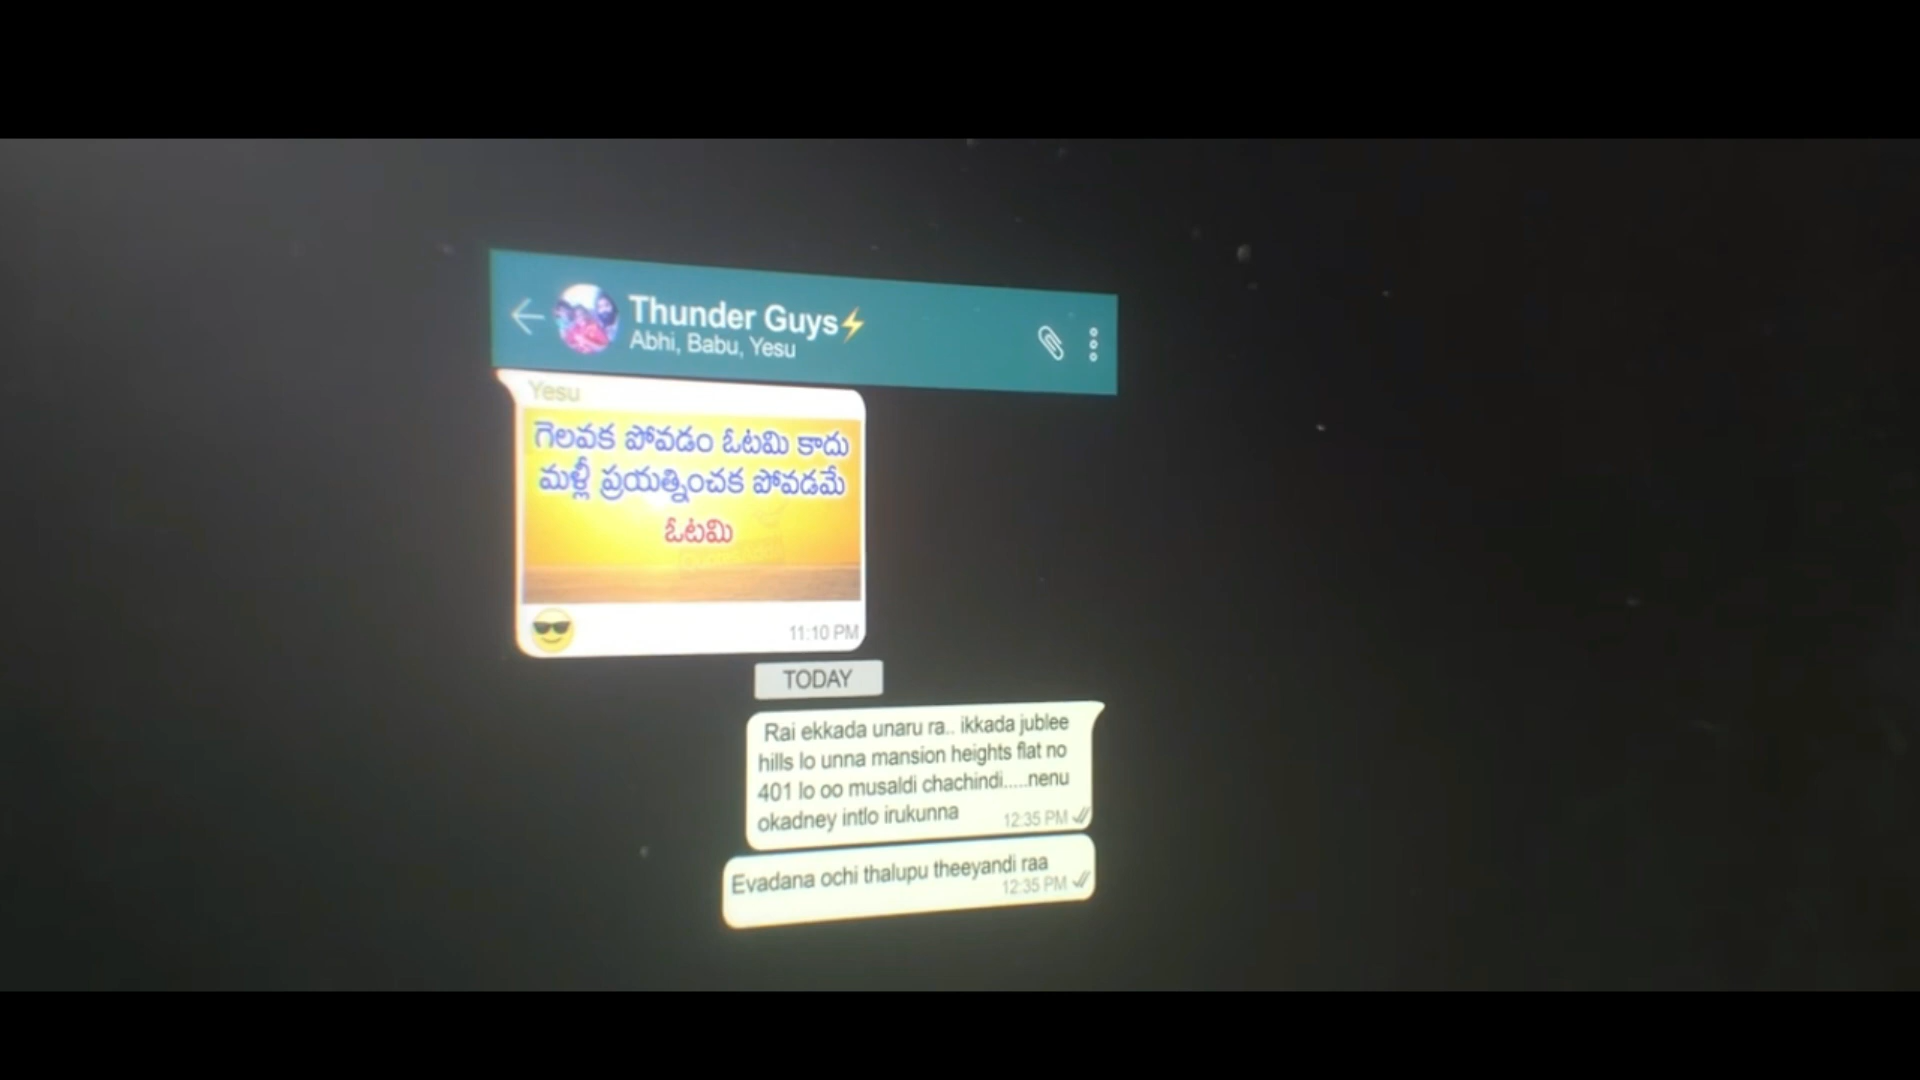 Thunder Guys⚡
Abhi, Babu, Yesu
Yesu
గెలవక పోవడం ఓటమి కాదు
మళ్లీ ప్రయత్నించక పోవడమే
ఓటమి
😎
11:10 PM
TODAY
Rai ekkada unaru ra.. ikkada jublee
hills lo unna mansion heights flat no
401 lo oo musaldi chachindi.....nenu
okadney intlo irukunna
12:35 PM
Evadana ochi thalupu theeyandi raa
12:35 PM